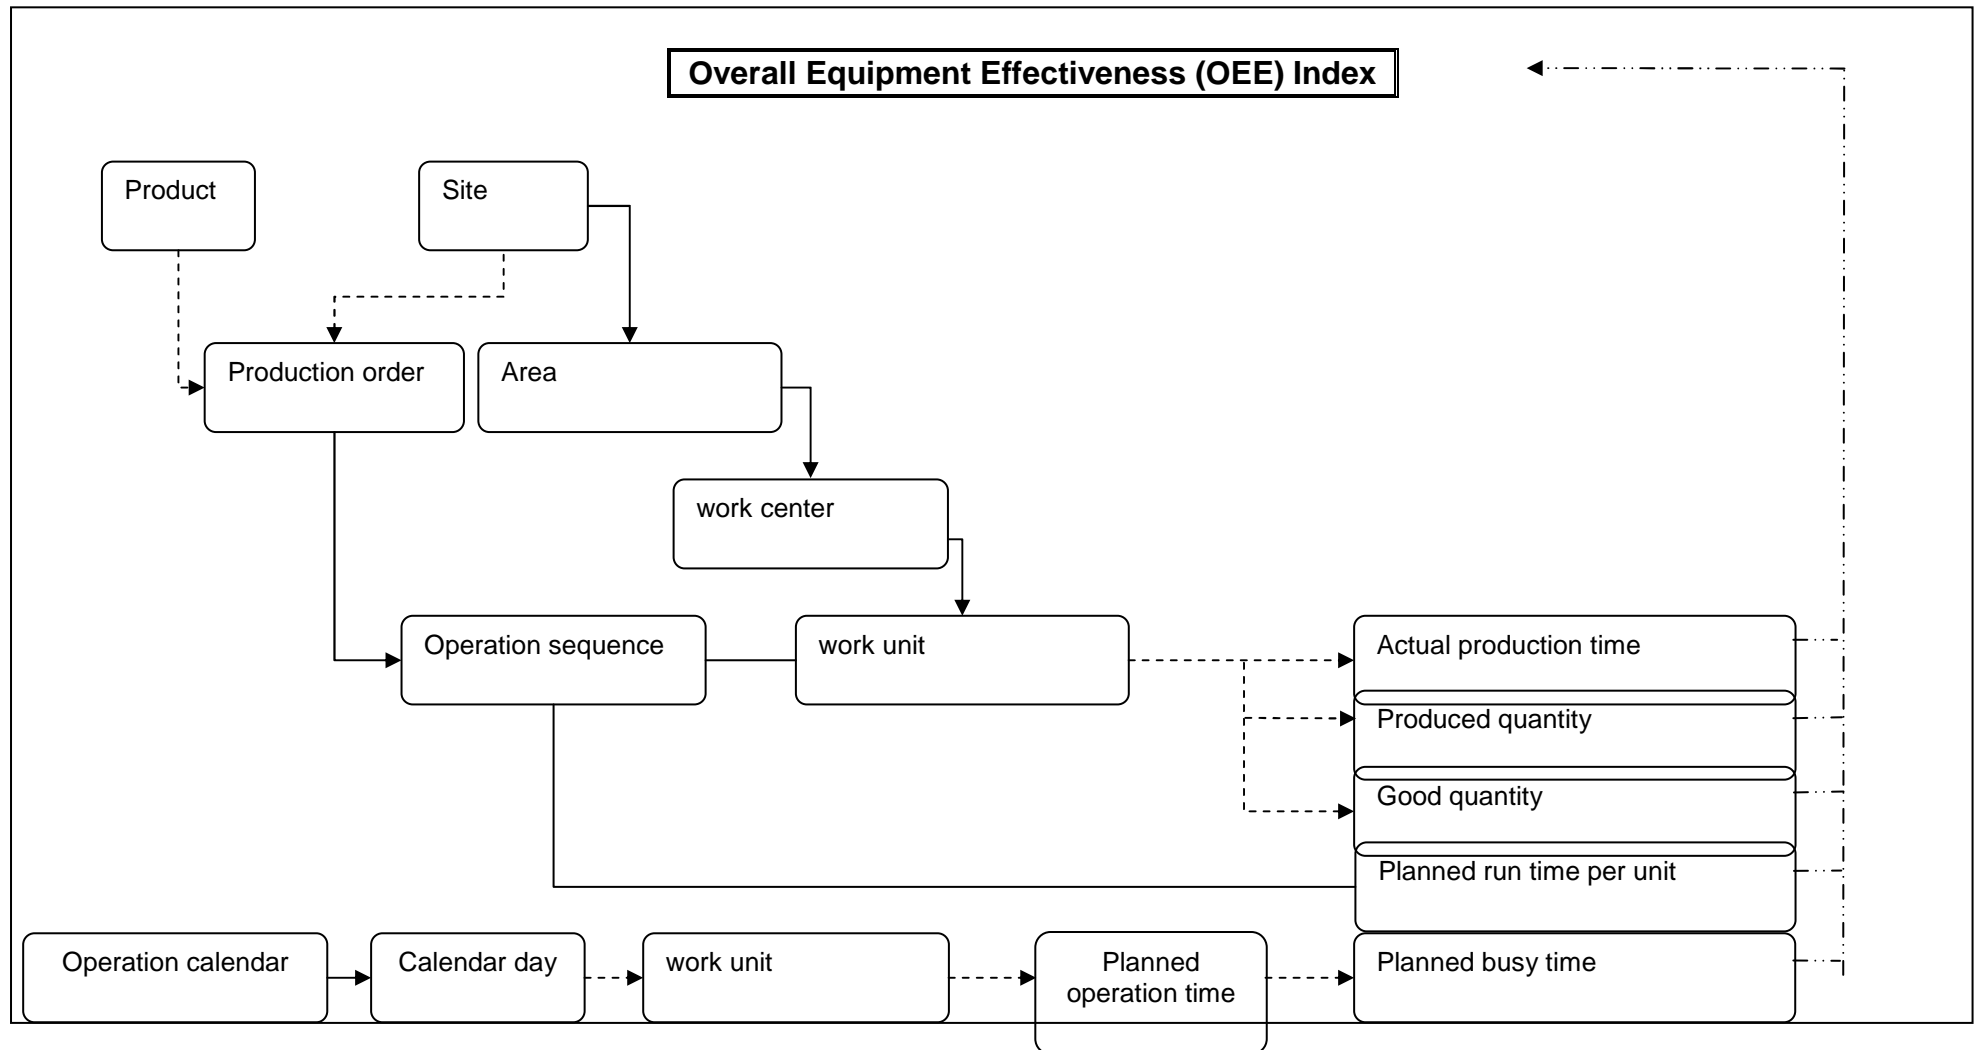 Overall Equipment Effectiveness (OEE) Index
Product
Site
Production order
Area
work center
Operation sequence
work unit
Actual production time
Produced quantity
Good quantity
Planned run time per unit
Operation calendar
Calendar day
work unit
Planned
operation time
Planned busy time